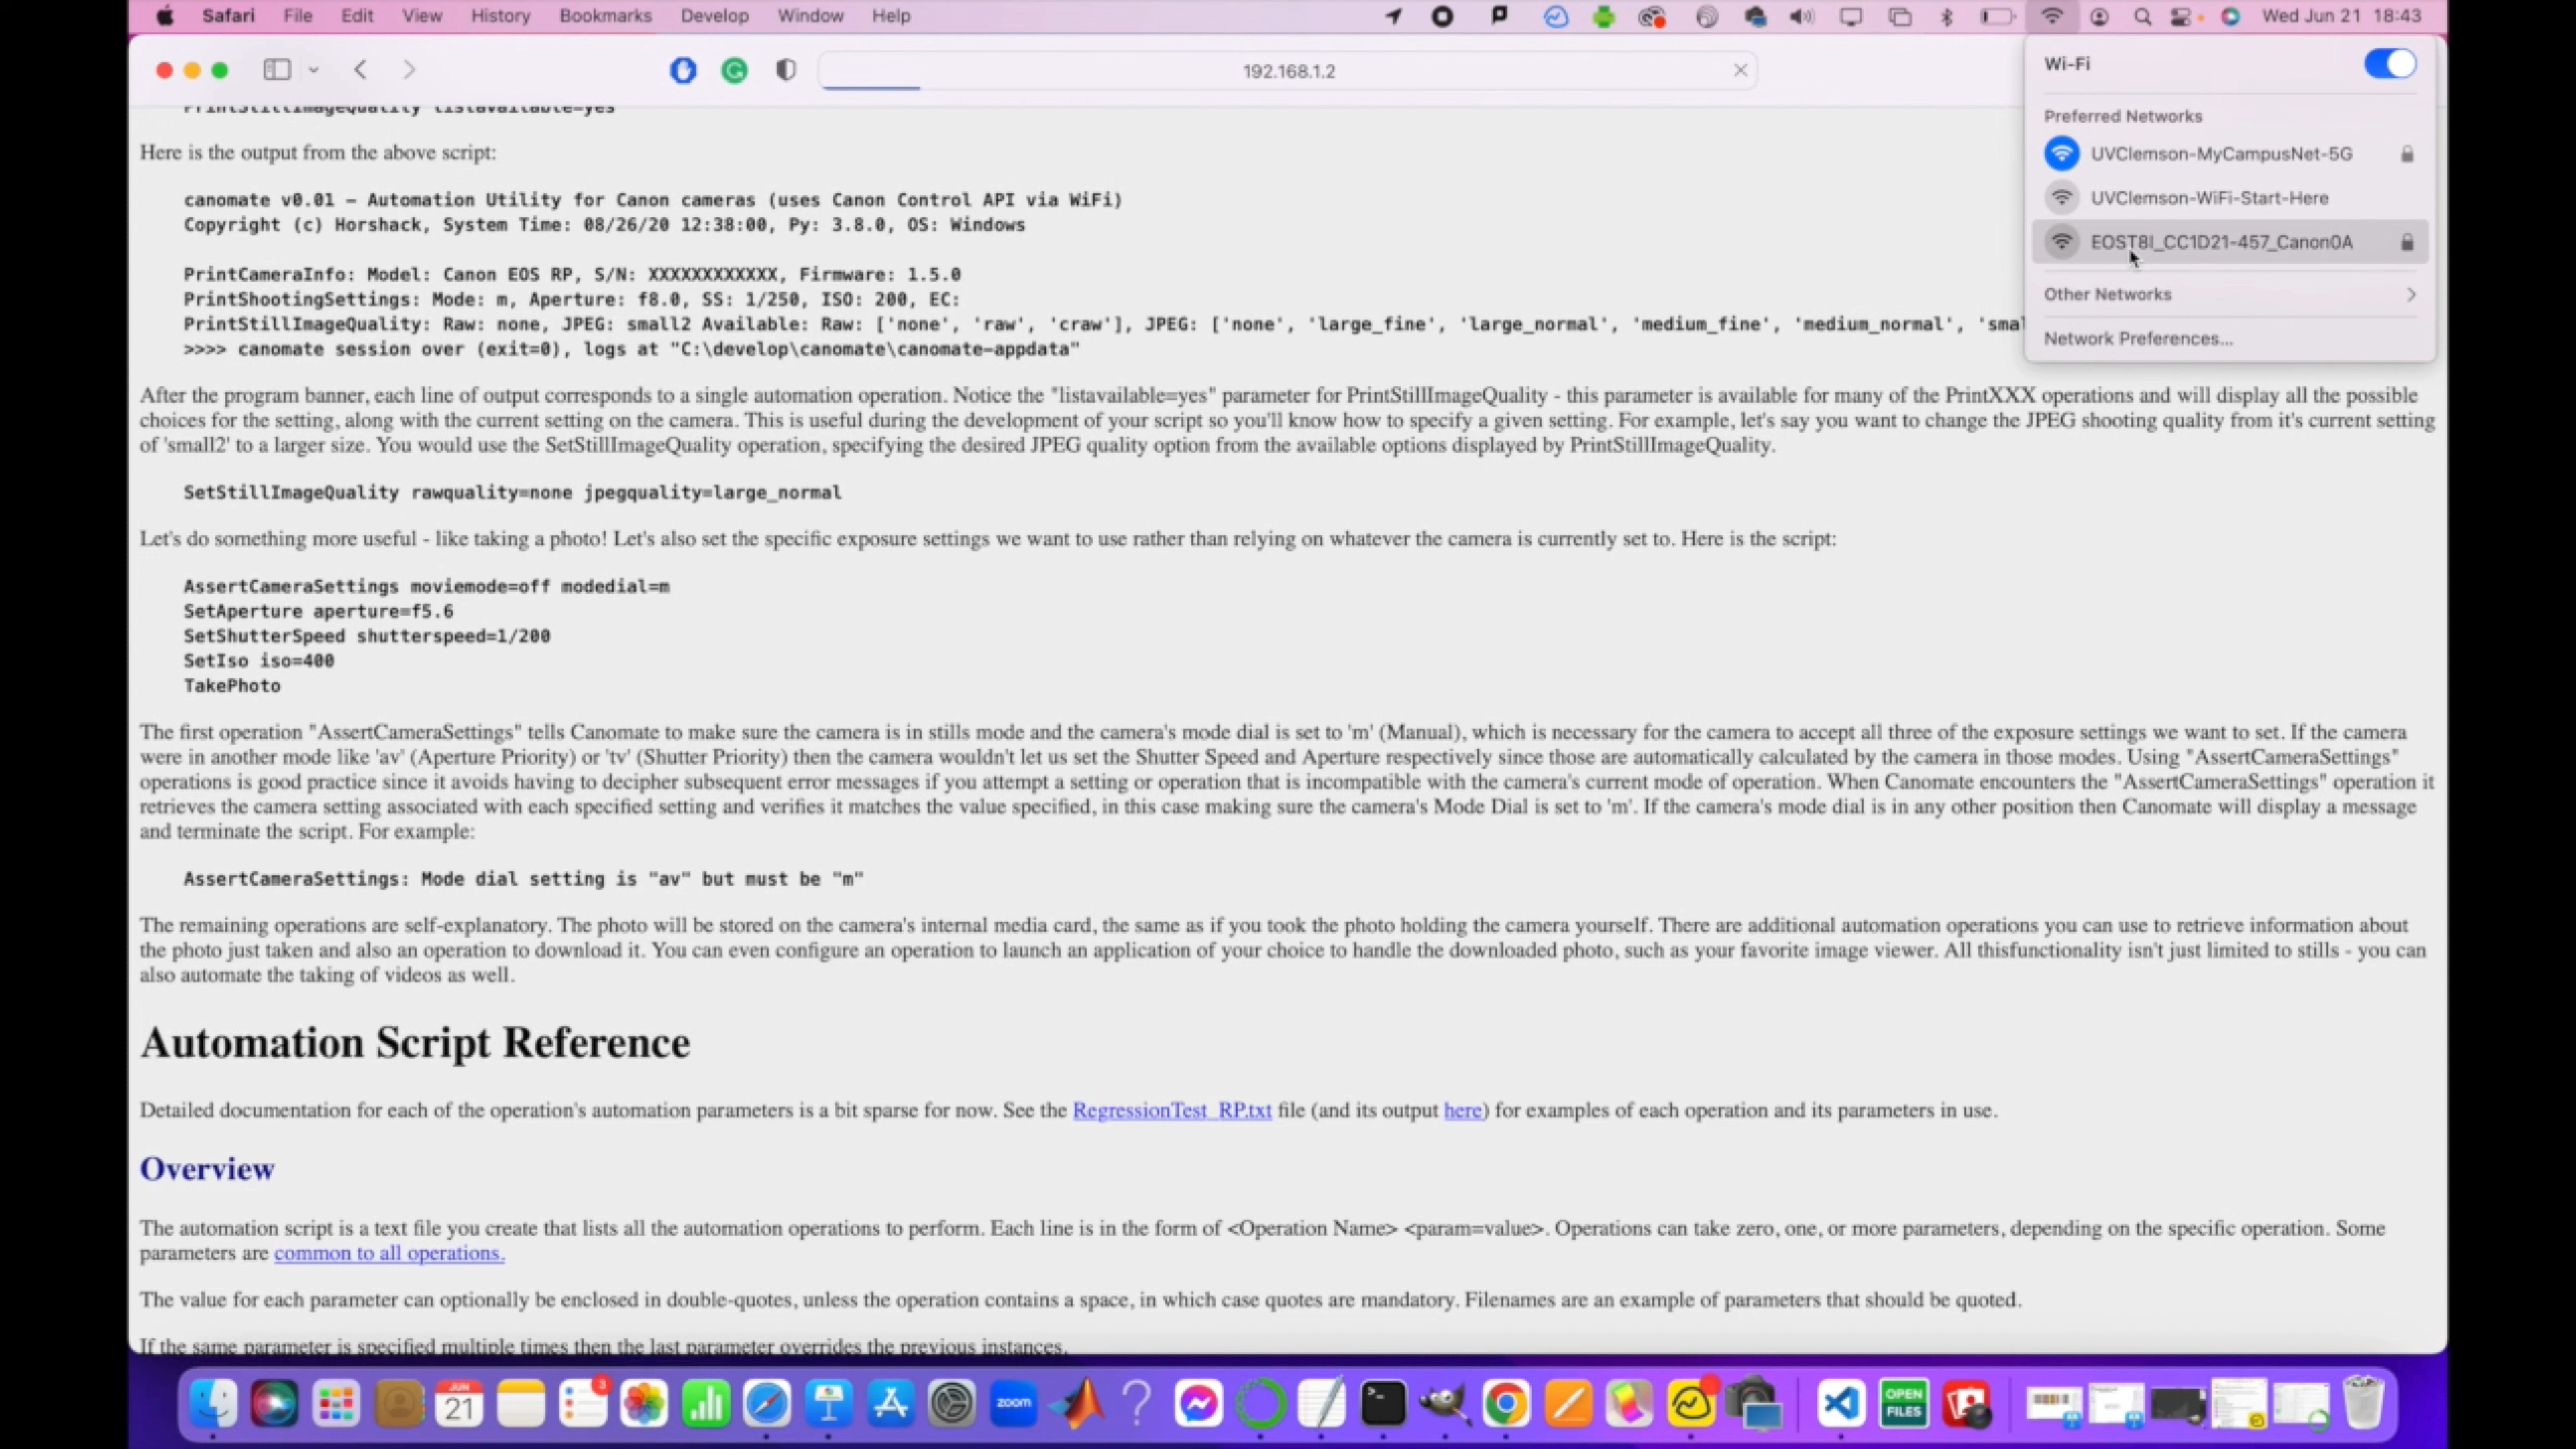 Safari File Edit View History Bookmarks Develop Window Help Wed Jun 21 18:43
192.168.1.2
Wi-Fi
Preferred Networks
UVClemson-MyCampusNet-5G
UVClemson-WiFi-Start-Here
EOST8I_CC1D21-457_Canon0A
Other Networks
Network Preferences...
PrintStillImageQuality listavailable=yes
Here is the output from the above script:
canomate v0.01 – Automation Utility for Canon cameras (uses Canon Control API via WiFi)
Copyright (c) Horshack, System Time: 08/26/20 12:38:00, Py: 3.8.0, OS: Windows
PrintCameraInfo: Model: Canon EOS RP, S/N: XXXXXXXXXXXX, Firmware: 1.5.0
PrintShootingSettings: Mode: m, Aperture: f8.0, SS: 1/250, ISO: 200, EC:
PrintStillImageQuality: Raw: none, JPEG: small2 Available: Raw: ['none', 'raw', 'craw'], JPEG: ['none', 'large_fine', 'large_normal', 'medium_fine', 'medium_normal', 'smal
>>>> canomate session over (exit=0), logs at "C:\develop\canomate\canomate-appdata"
After the program banner, each line of output corresponds to a single automation operation. Notice the "listavailable=yes" parameter for PrintStillImageQuality - this parameter is available for many of the PrintXXX operations and will display all the possible
choices for the setting, along with the current setting on the camera. This is useful during the development of your script so you'll know how to specify a given setting. For example, let's say you want to change the JPEG shooting quality from it's current setting
of 'small2' to a larger size. You would use the SetStillImageQuality operation, specifying the desired JPEG quality option from the available options displayed by PrintStillImageQuality.
SetStillImageQuality rawquality=none jpegquality=large_normal
Let's do something more useful - like taking a photo! Let's also set the specific exposure settings we want to use rather than relying on whatever the camera is currently set to. Here is the script:
AssertCameraSettings moviemode=off modedial=m
SetAperture aperture=f5.6
SetShutterSpeed shutterspeed=1/200
SetIso iso=400
TakePhoto
The first operation "AssertCameraSettings" tells Canomate to make sure the camera is in stills mode and the camera's mode dial is set to 'm' (Manual), which is necessary for the camera to accept all three of the exposure settings we want to set. If the camera
were in another mode like 'av' (Aperture Priority) or 'tv' (Shutter Priority) then the camera wouldn't let us set the Shutter Speed and Aperture respectively since those are automatically calculated by the camera in those modes. Using "AssertCameraSettings"
operations is good practice since it avoids having to decipher subsequent error messages if you attempt a setting or operation that is incompatible with the camera's current mode of operation. When Canomate encounters the "AssertCameraSettings" operation it
retrieves the camera setting associated with each specified setting and verifies it matches the value specified, in this case making sure the camera's Mode Dial is set to 'm'. If the camera's mode dial is in any other position then Canomate will display a message
and terminate the script. For example:
AssertCameraSettings: Mode dial setting is "av" but must be "m"
The remaining operations are self-explanatory. The photo will be stored on the camera's internal media card, the same as if you took the photo holding the camera yourself. There are additional automation operations you can use to retrieve information about
the photo just taken and also an operation to download it. You can even configure an operation to launch an application of your choice to handle the downloaded photo, such as your favorite image viewer. All thisfunctionality isn't just limited to stills - you can
also automate the taking of videos as well.
Automation Script Reference
Detailed documentation for each of the operation's automation parameters is a bit sparse for now. See the RegressionTest_RP.txt file (and its output here) for examples of each operation and its parameters in use.
Overview
The automation script is a text file you create that lists all the automation operations to perform. Each line is in the form of <Operation Name> <param=value>. Operations can take zero, one, or more parameters, depending on the specific operation. Some
parameters are common to all operations.
The value for each parameter can optionally be enclosed in double-quotes, unless the operation contains a space, in which case quotes are mandatory. Filenames are an example of parameters that should be quoted.
If the same parameter is specified multiple times then the last parameter overrides the previous instances.
JUN
21
3
zoom
OPEN
FILES